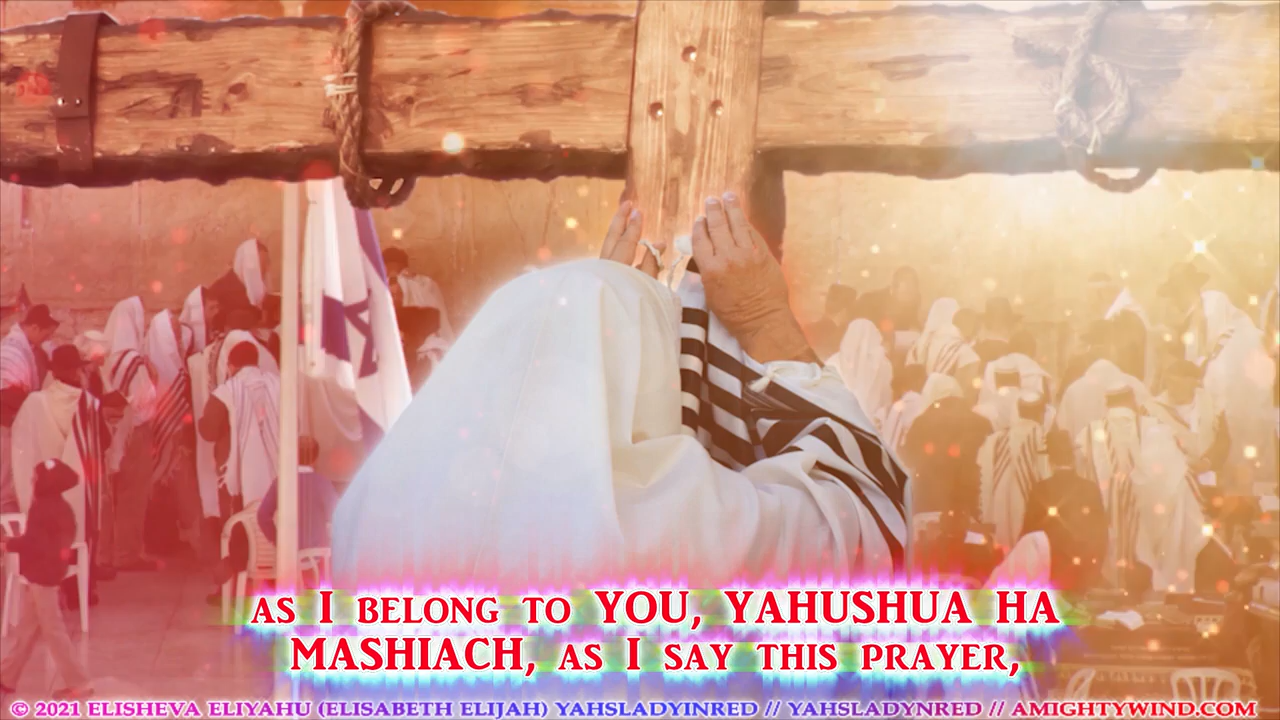 AS I BELONG TO YOU, YAHUSHUA HA
MASHIACH, AS I SAY THIS PRAYER,
© 2021 ELISHEVA ELIYAHU (ELISABETH ELIJAH) YAHSLADYINRED // YAHSLADYNRED // AMIGHTYWIND.COM